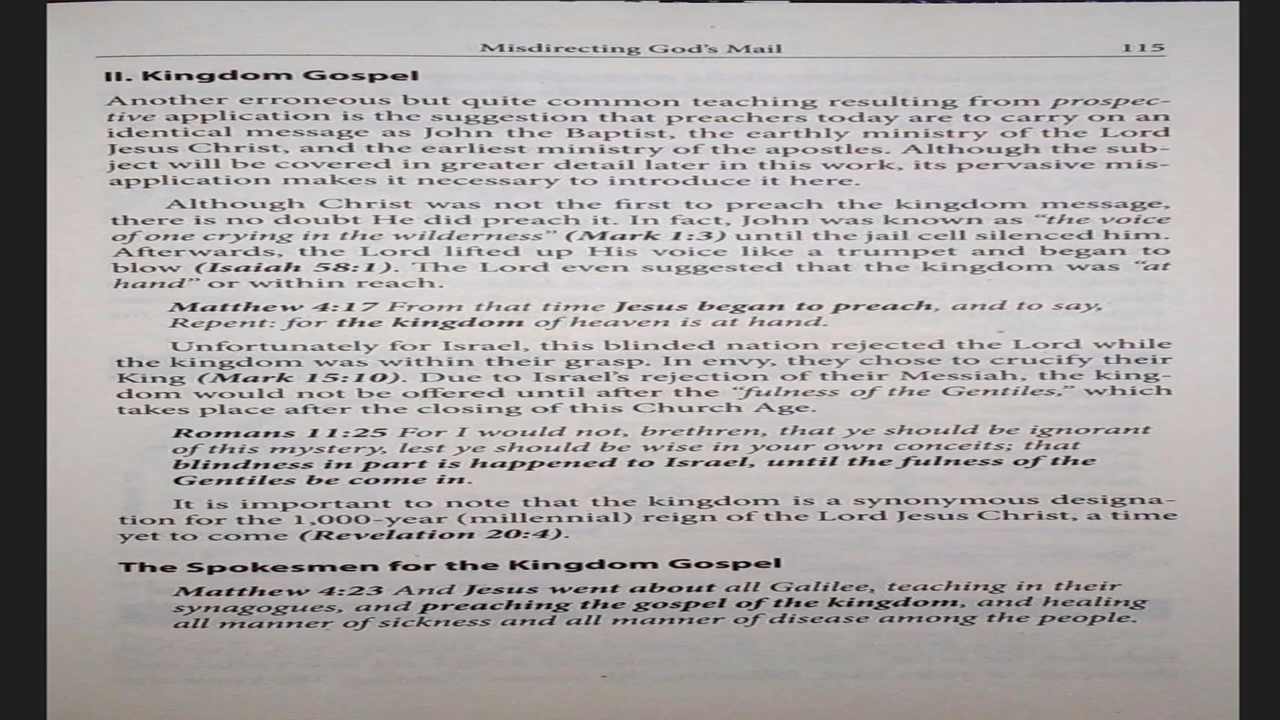 Misdirecting God's Mail 115
II. Kingdom Gospel
Another erroneous but quite common teaching resulting from prospec-
tive application is the suggestion that preachers today are to carry on an
identical message as John the Baptist, the earthly ministry of the Lord
Jesus Christ, and the earliest ministry of the apostles. Although the sub-
ject will be covered in greater detail later in this work, its pervasive mis-
application makes it necessary to introduce it here.
Although Christ was not the first to preach the kingdom message,
there is no doubt He did preach it. In fact, John was known as “the voice
of one crying in the wilderness” (Mark 1:3) until the jail cell silenced him.
Afterwards, the Lord lifted up His voice like a trumpet and began to
blow (Isaiah 58:1). The Lord even suggested that the kingdom was “at
hand” or within reach.
Matthew 4:17 From that time Jesus began to preach, and to say,
Repent: for the kingdom of heaven is at hand.
Unfortunately for Israel, this blinded nation rejected the Lord while
the kingdom was within their grasp. In envy, they chose to crucify their
King (Mark 15:10). Due to Israel's rejection of their Messiah, the king-
dom would not be offered until after the “fulness of the Gentiles,” which
takes place after the closing of this Church Age.
Romans 11:25 For I would not, brethren, that ye should be ignorant
of this mystery, lest ye should be wise in your own conceits; that
blindness in part is happened to Israel, until the fulness of the
Gentiles be come in.
It is important to note that the kingdom is a synonymous designa-
tion for the 1,000-year (millennial) reign of the Lord Jesus Christ, a time
yet to come (Revelation 20:4).
The Spokesmen for the Kingdom Gospel
Matthew 4:23 And Jesus went about all Galilee, teaching in their
synagogues, and preaching the gospel of the kingdom, and healing
all manner of sickness and all manner of disease among the people.